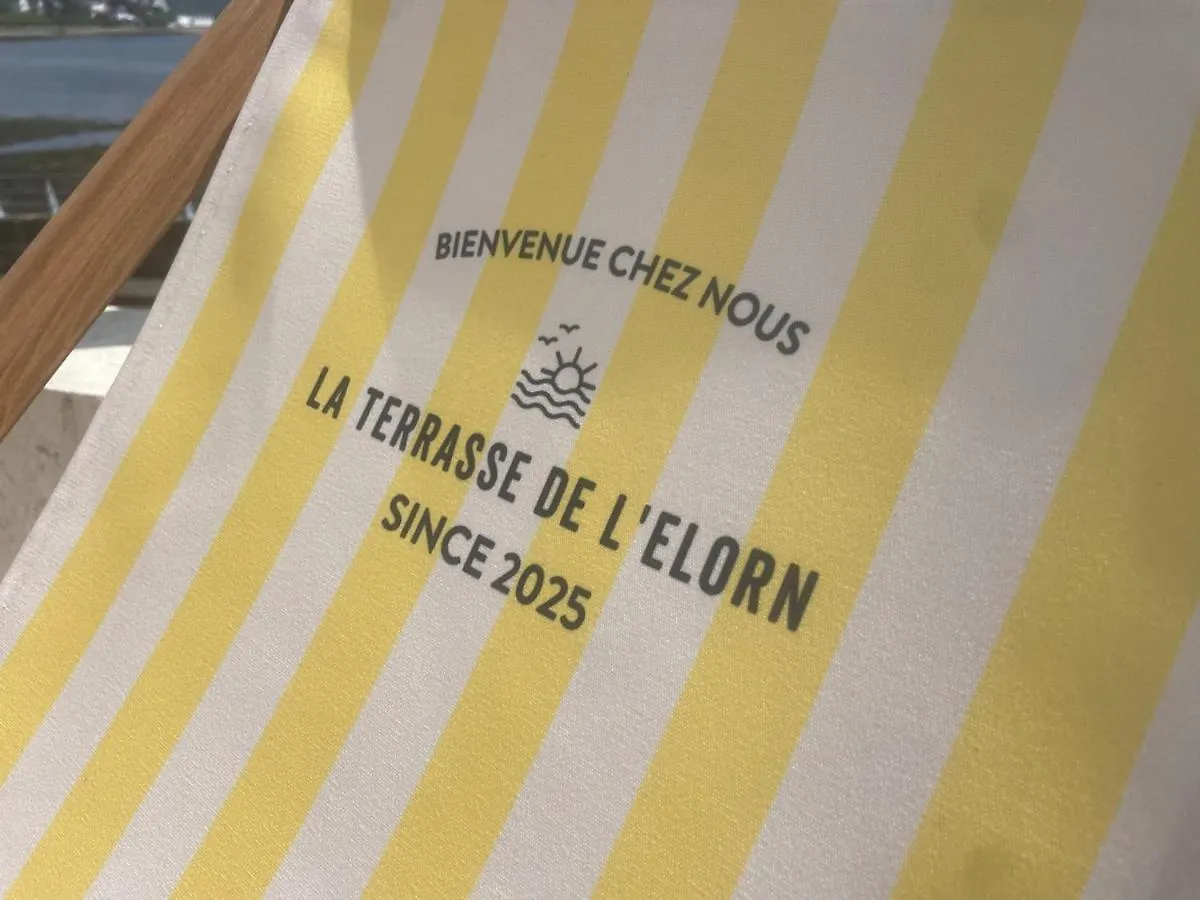 BIENVENUE CHEZ NOUS
LA TERRASSE DE L'ELORN
SINCE 2025